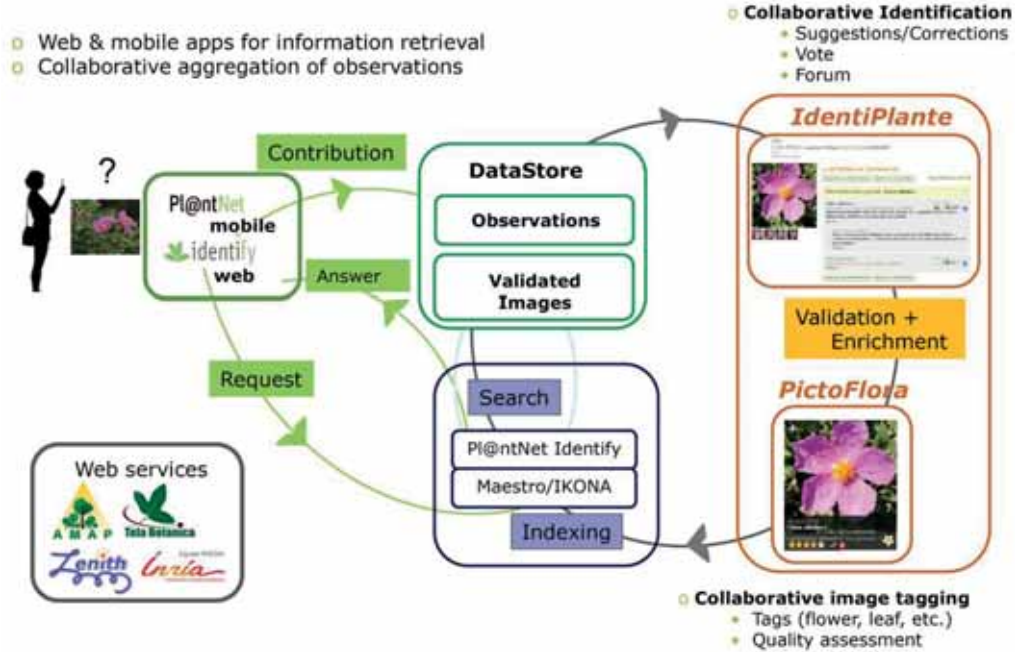 Web & mobile apps for information retrieval
Collaborative aggregation of observations
Collaborative Identification
Suggestions/Corrections
Vote
Forum
IdentiPlante
Contribution
?
Pl@ntNet
mobile
identify
web
Answer
DataStore
Observations
Validated
Images
Validation +
Enrichment
Request
Search
Pl@ntNet Identify
Maestro/IKONA
Indexing
PictoFlora
Web services
AMAP
Tela Botanica
Zenith
Inria
Collaborative image tagging
Tags (flower, leaf, etc.)
Quality assessment